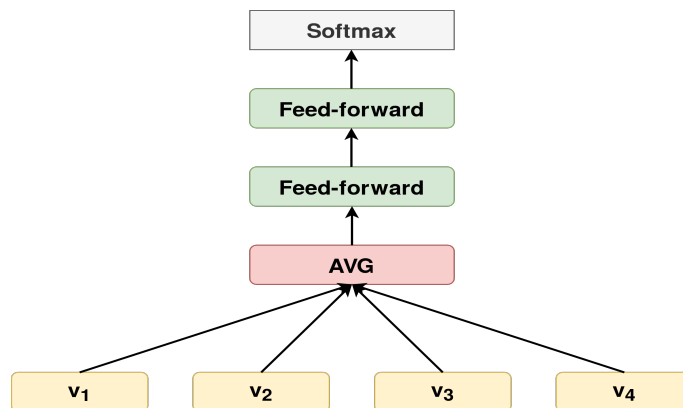 Softmax
Feed-forward
Feed-forward
AVG
v₁ v₂ v₃ v₄